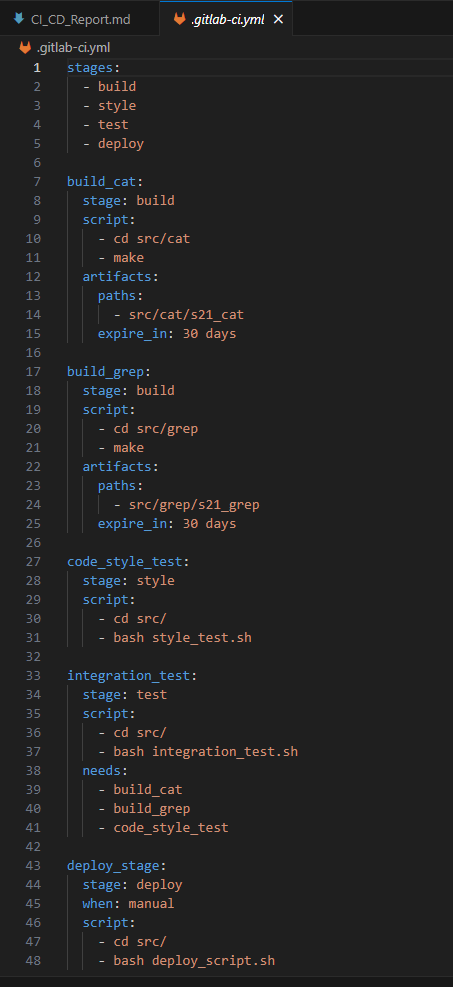 CI_CD_Report.md
.gitlab-ci.yml ×
.gitlab-ci.yml
1 stages:
2   - build
3   - style
4   - test
5   - deploy
6
7 build_cat:
8   stage: build
9   script:
10     - cd src/cat
11     - make
12   artifacts:
13     paths:
14       - src/cat/s21_cat
15     expire_in: 30 days
16
17 build_grep:
18   stage: build
19   script:
20     - cd src/grep
21     - make
22   artifacts:
23     paths:
24       - src/grep/s21_grep
25     expire_in: 30 days
26
27 code_style_test:
28   stage: style
29   script:
30     - cd src/
31     - bash style_test.sh
32
33 integration_test:
34   stage: test
35   script:
36     - cd src/
37     - bash integration_test.sh
38   needs:
39     - build_cat
40     - build_grep
41     - code_style_test
42
43 deploy_stage:
44   stage: deploy
45   when: manual
46   script:
47     - cd src/
48     - bash deploy_script.sh